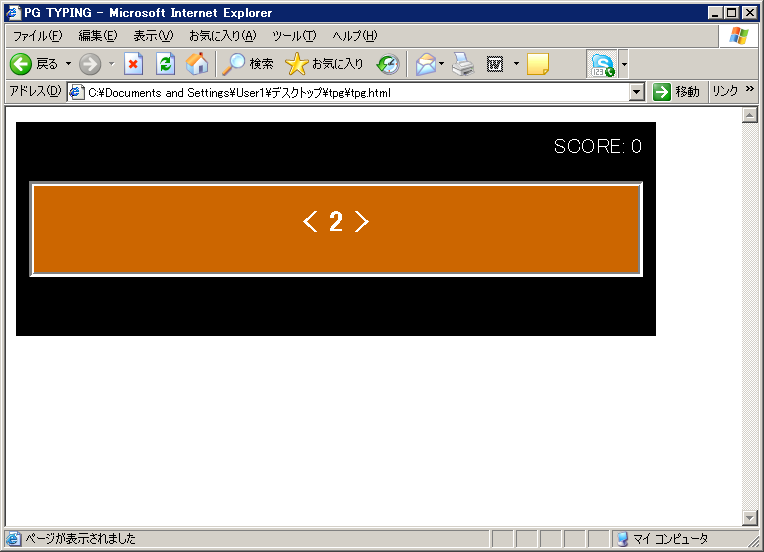 PG TYPING - Microsoft Internet Explorer
ファイル(F) 編集(E) 表示(V) お気に入り(A) ツール(T) ヘルプ(H)
戻る 検索 お気に入り
アドレス(D) C:¥Documents and Settings¥User1¥デスクトップ¥tpg¥tpg.html 移動 リンク »
SCORE: 0
< 2 >
ページが表示されました マイ コンピュータ